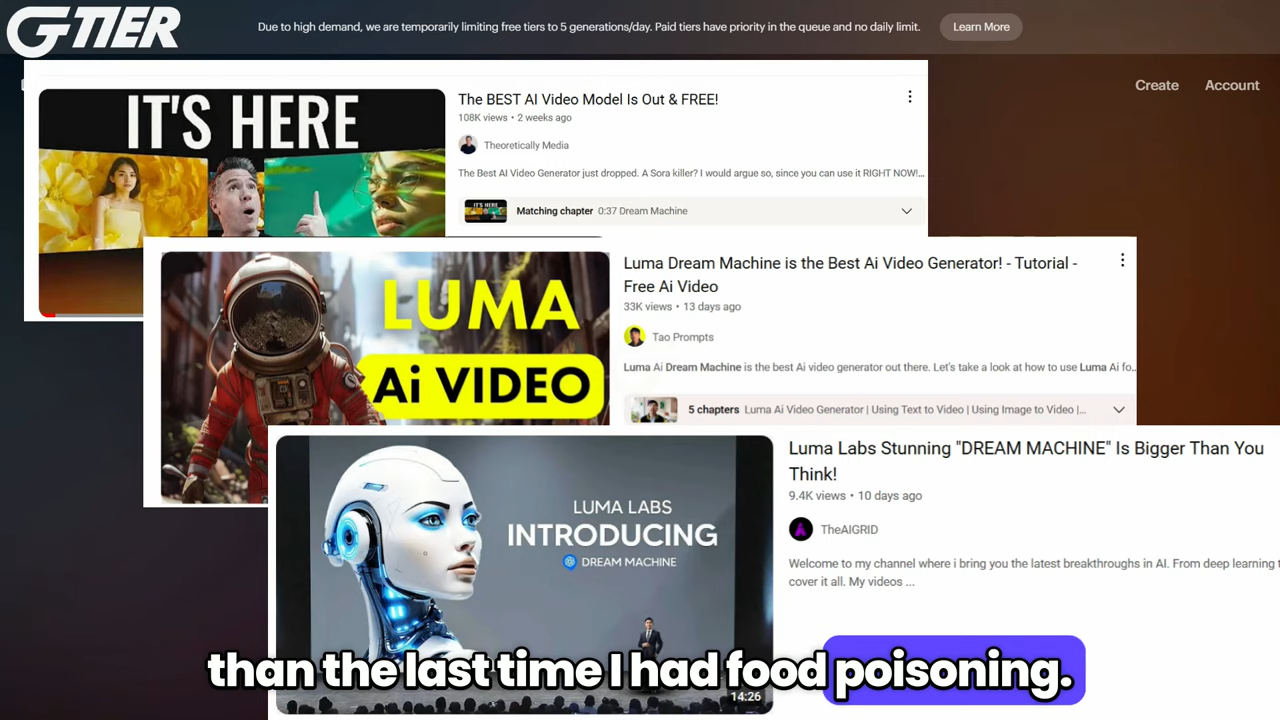 GTIER
Due to high demand, we are temporarily limiting free tiers to 5 generations/day. Paid tiers have priority in the queue and no daily limit.
Learn More
Create
Account
IT'S HERE
The BEST AI Video Model Is Out & FREE!
108K views • 2 weeks ago
Theoretically Media
The Best AI Video Generator just dropped. A Sora killer? I would argue so, since you can use it RIGHT NOW!...
IT'S HERE
Matching chapter 0:37 Dream Machine
LUMA
Ai VIDEO
Luma Dream Machine is the Best Ai Video Generator! - Tutorial -
Free Ai Video
33K views • 13 days ago
Tao Prompts
Luma Ai Dream Machine is the best Ai video generator out there. Let's take a look at how to use Luma Ai fo..
5 chapters Luma Ai Video Generator | Using Text to Video | Using Image to Video |...
LUMA LABS
INTRODUCING
DREAM MACHINE
14:26
Luma Labs Stunning "DREAM MACHINE" Is Bigger Than You
Think!
9.4K views • 10 days ago
TheAIGRID
Welcome to my channel where i bring you the latest breakthroughs in AI. From deep learning
cover it all. My videos ...
than the last time I had food poisoning.